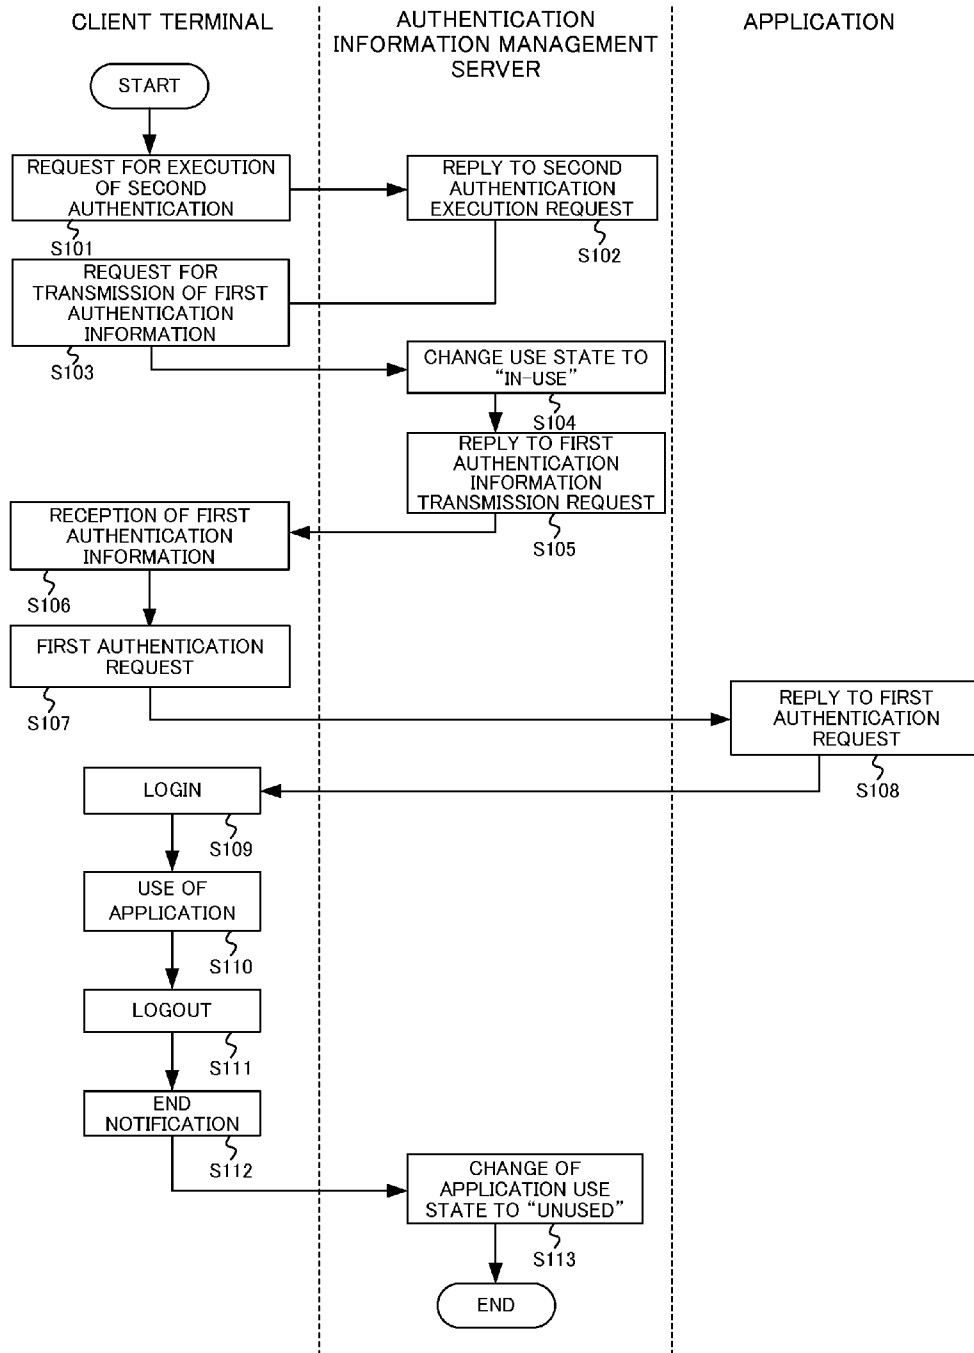 CLIENT TERMINAL
AUTHENTICATION
INFORMATION MANAGEMENT
SERVER
APPLICATION
START
REQUEST FOR EXECUTION
OF SECOND
AUTHENTICATION
S101
REPLY TO SECOND
AUTHENTICATION
EXECUTION REQUEST
S102
REQUEST FOR
TRANSMISSION OF FIRST
AUTHENTICATION
INFORMATION
S103
CHANGE USE STATE TO
“IN-USE”
S104
REPLY TO FIRST
AUTHENTICATION
INFORMATION
TRANSMISSION REQUEST
S105
RECEPTION OF FIRST
AUTHENTICATION
INFORMATION
S106
FIRST AUTHENTICATION
REQUEST
S107
REPLY TO FIRST
AUTHENTICATION
REQUEST
S108
LOGIN
S109
USE OF
APPLICATION
S110
LOGOUT
S111
END
NOTIFICATION
S112
CHANGE OF
APPLICATION USE
STATE TO “UNUSED”
S113
END